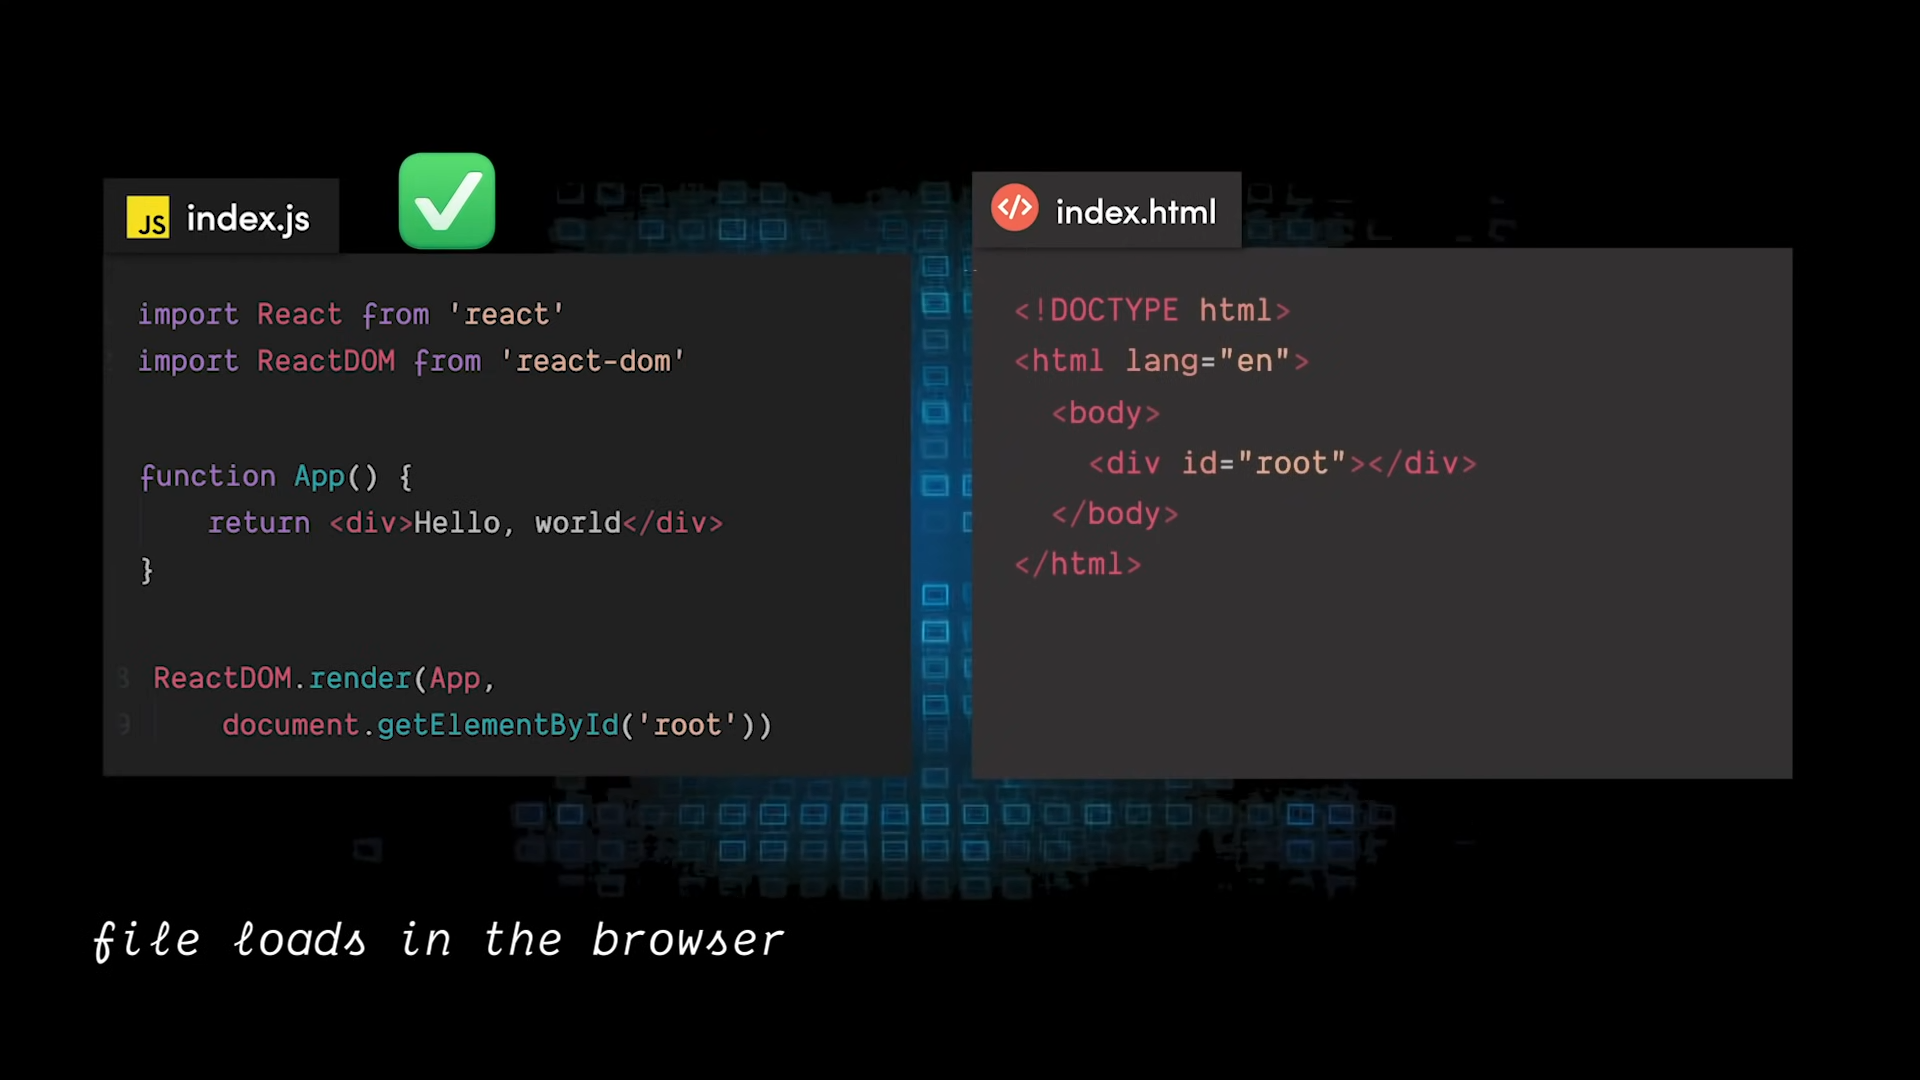 JS index.js
import React from 'react'
import ReactDOM from 'react-dom'
function App() {
return <div>Hello, world</div>
}
8 ReactDOM.render(App,
9 document.getElementById('root'))
</> index.html
<!DOCTYPE html>
<html lang="en">
<body>
<div id="root"></div>
</body>
</html>
file loads in the browser